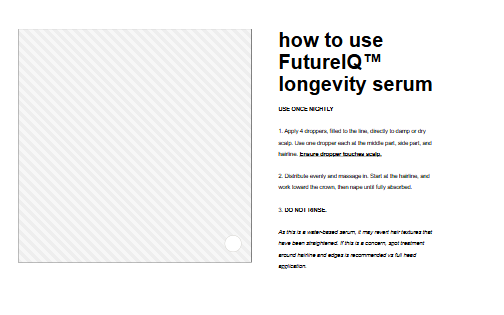 how to use
FutureIQ™
longevity serum
USE ONCE NIGHTLY
1. Apply 4 droppers, filled to the line, directly to damp or dry
scalp. Use one dropper each at the middle part, side part, and
hairline. Ensure dropper touches scalp.
2. Distribute evenly and massage in. Start at the hairline, and
work toward the crown, then nape until fully absorbed.
3. DO NOT RINSE.
As this is a water-based serum, it may revert hair textures that
have been straightened. If this is a concern, spot treatment
around hairline and edges is recommended vs full head
application.